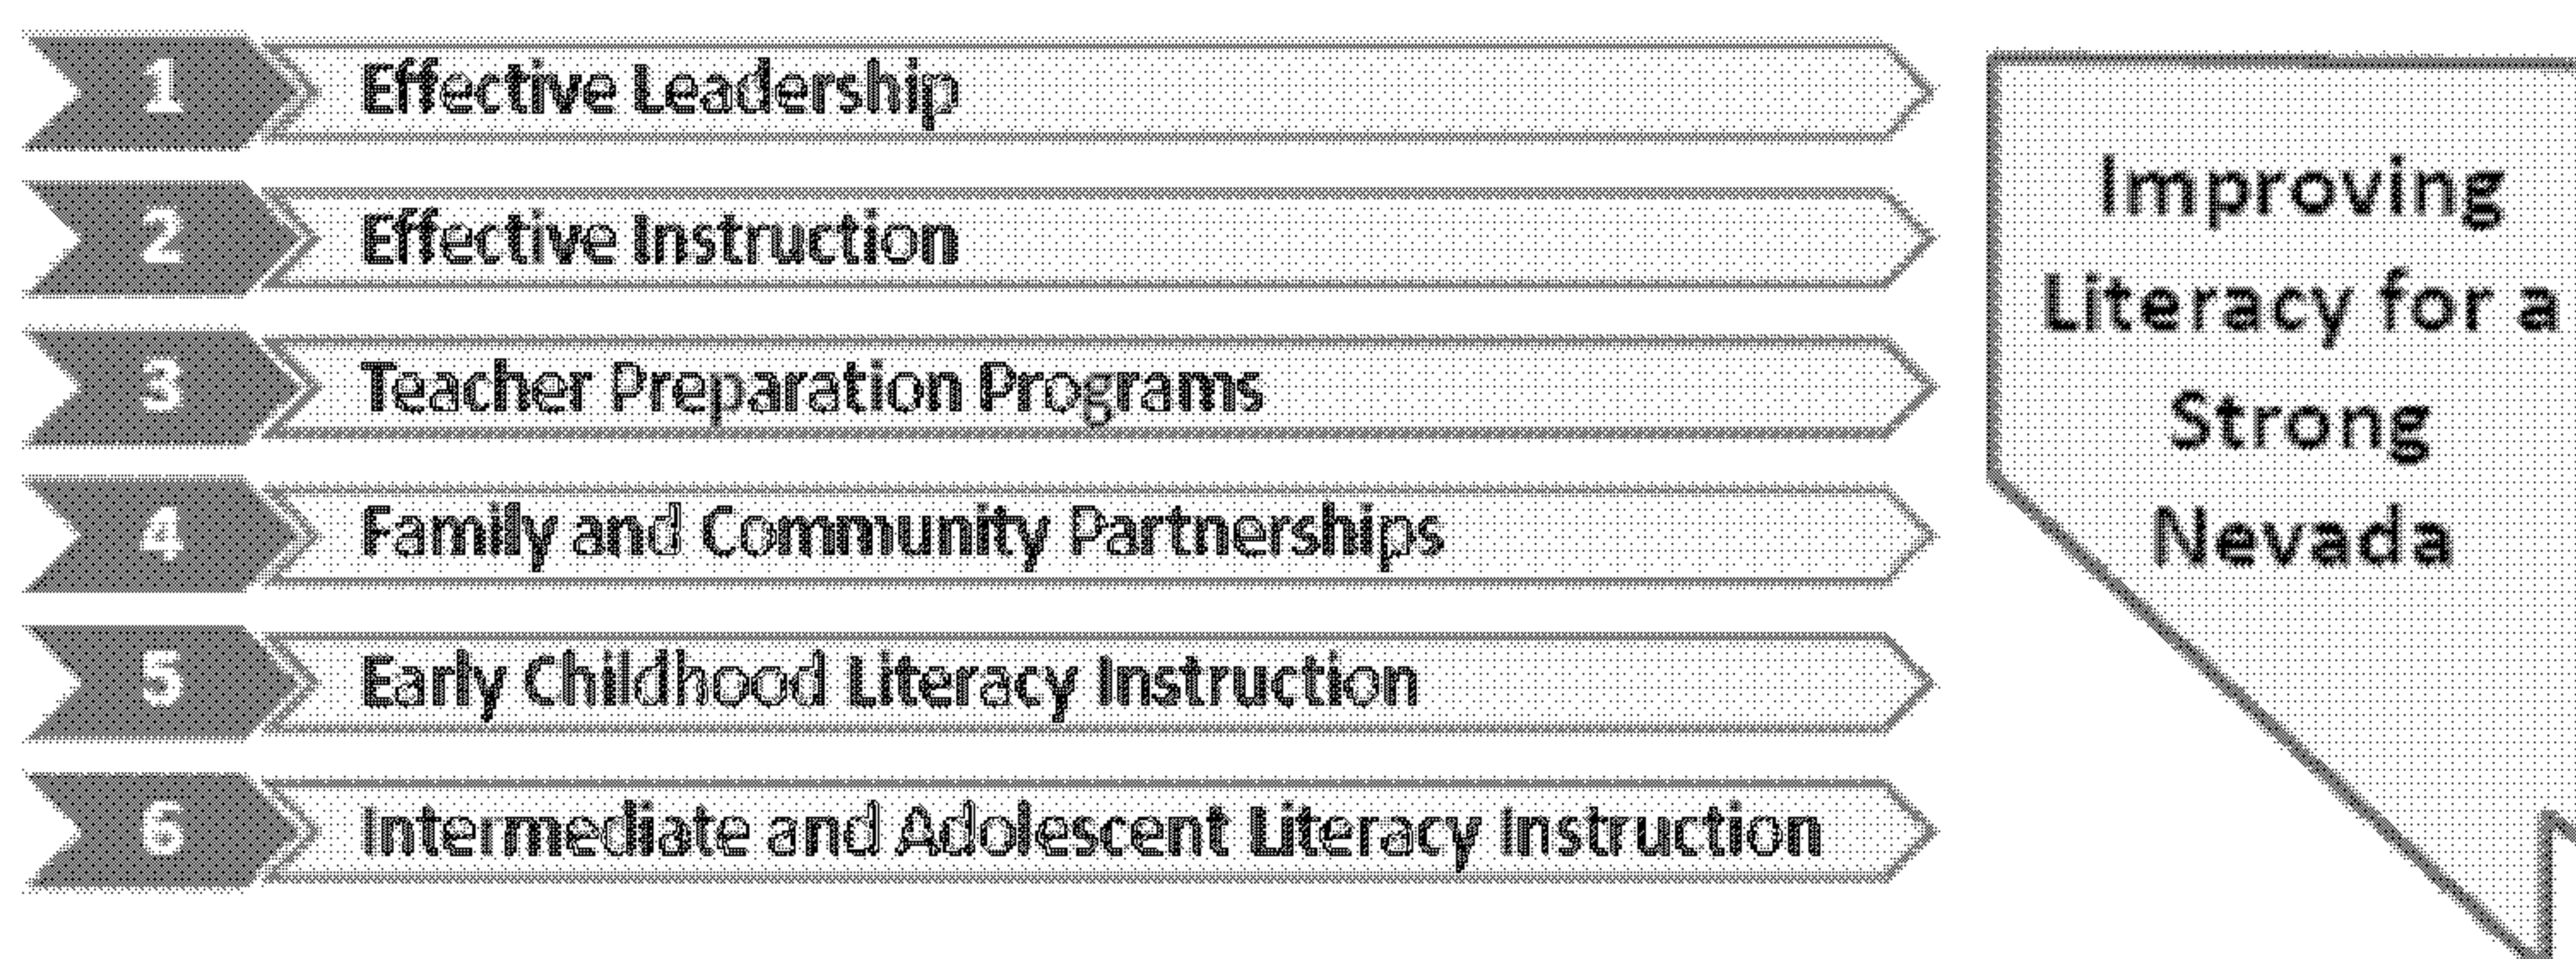 1 Effective Leadership
2 Effective Instruction
3 Teacher Preparation Programs
4 Family and Community Partnerships
5 Early Childhood Literacy Instruction
6 Intermediate and Adolescent Literacy Instruction
Improving
Literacy for a
Strong
Nevada